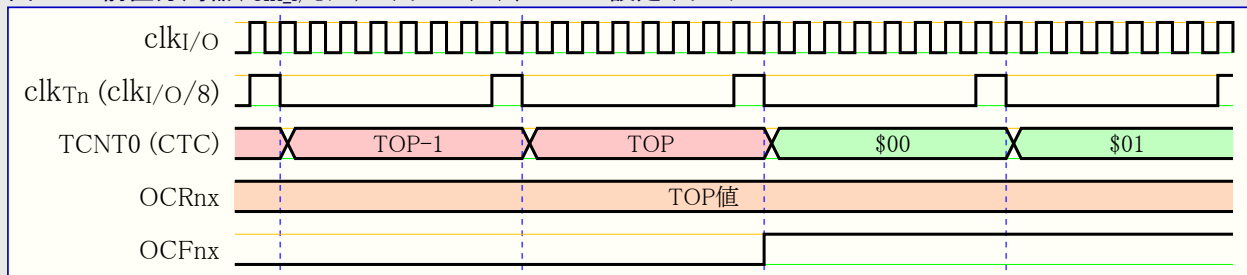 clkI/O
clkTn (clkI/O/8)
TCNT0 (CTC) TOP-1 TOP $00 $01
OCRnx TOP値
OCFnx